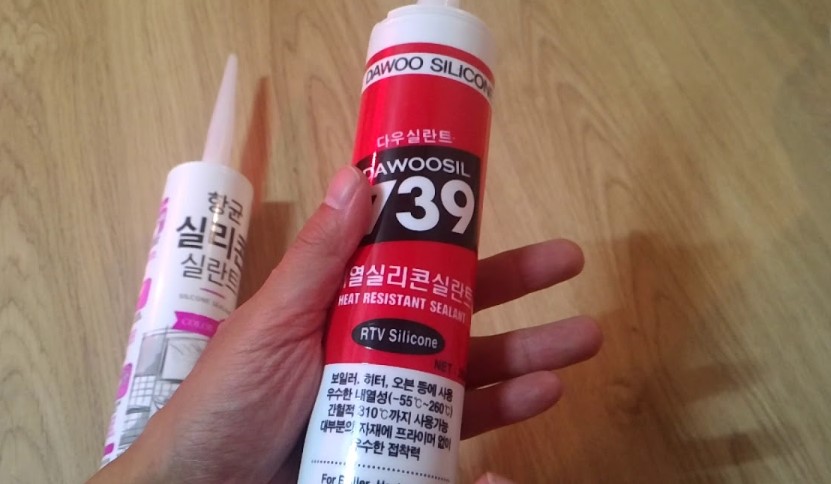 DAWOO SILICONE
다우실란트
DAWOOSIL
739
열실리콘실란트
HEAT RESISTANT SEALANT
RTV Silicone
NET
보일러, 히터, 오븐 등에 사용
우수한 내열성(-55℃~260℃)
간헐적 310℃까지 사용가능
대부분의 자재에 프라이머 없이
우수한 접착력
For
항균
실리콘
실란트
SILICONE
COLOR